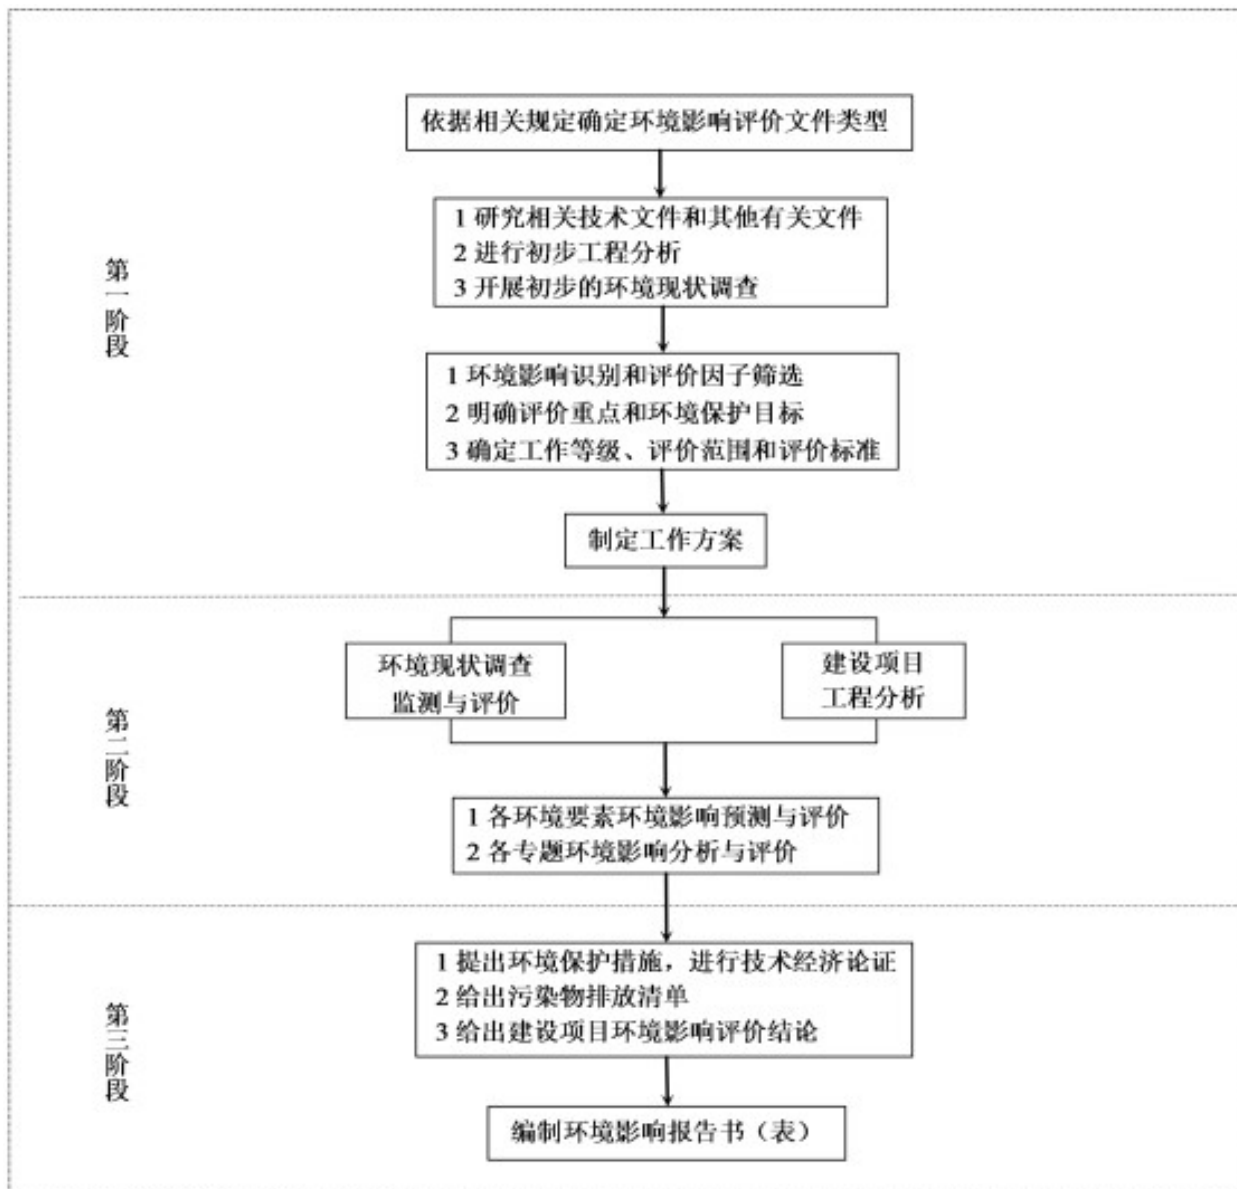 依据相关规定确定环境影响评价文件类型
1 研究相关技术文件和其他有关文件
2 进行初步工程分析
3 开展初步的环境现状调查
第一阶段
1 环境影响识别和评价因子筛选
2 明确评价重点和环境保护目标
3 确定工作等级、评价范围和评价标准
制定工作方案
环境现状调查
监测与评价
建设项目
工程分析
第二阶段
1 各环境要素环境影响预测与评价
2 各专题环境影响分析与评价
1 提出环境保护措施，进行技术经济论证
2 给出污染物排放清单
3 给出建设项目环境影响评价结论
第三阶段
编制环境影响报告书（表）